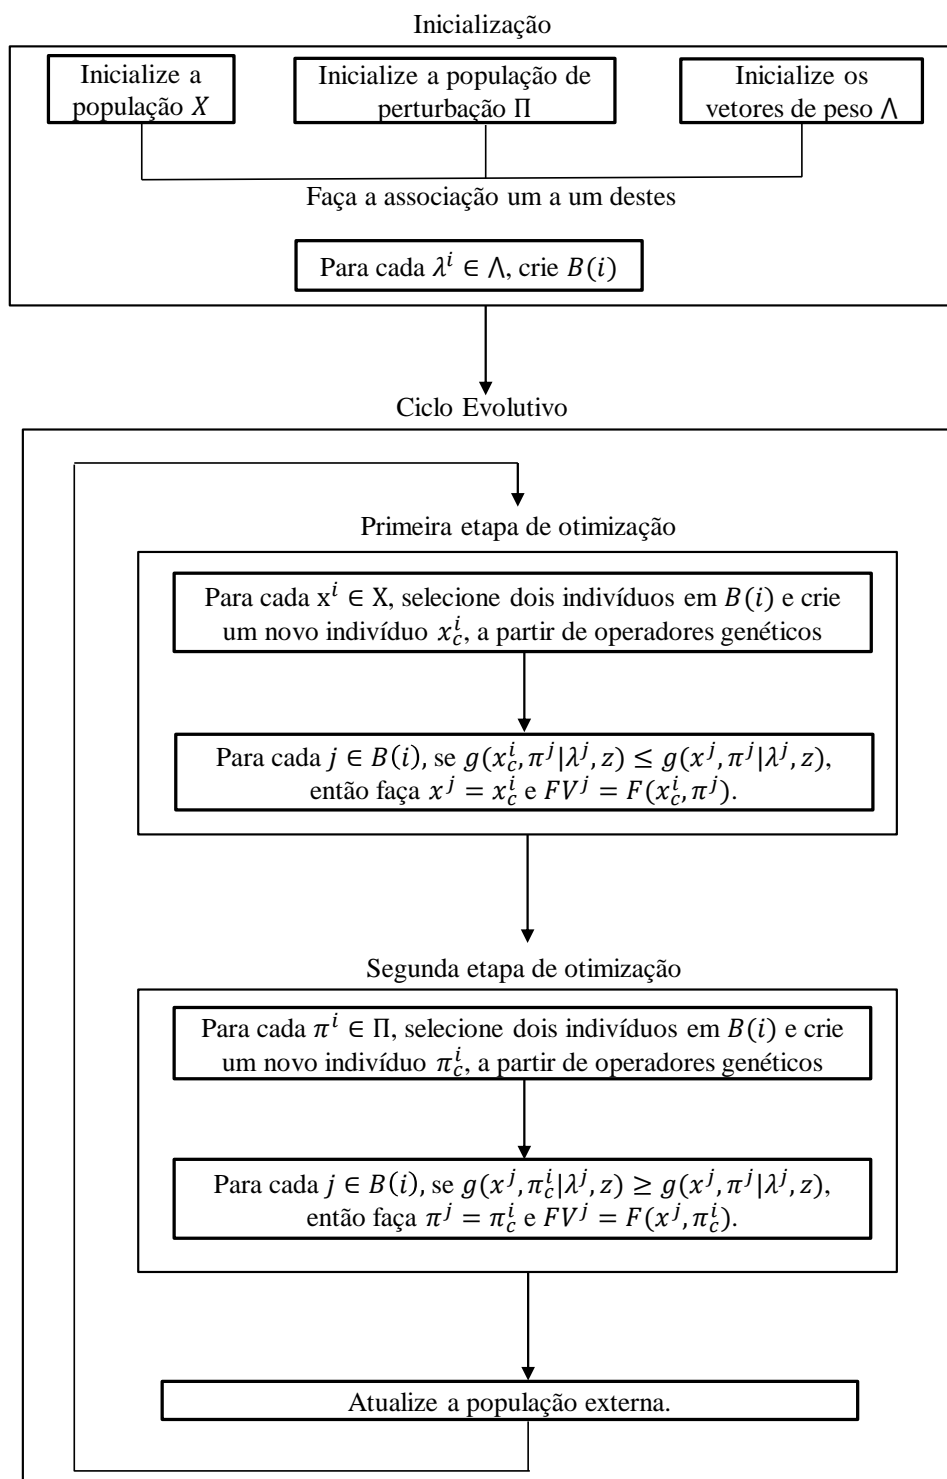 Inicialização
Inicialize a
população X
Inicialize a população de
perturbação Π
Inicialize os
vetores de peso Λ
Faça a associação um a um destes
Para cada λ^i ∈ Λ, crie B(i)
Ciclo Evolutivo
Primeira etapa de otimização
Para cada x^i ∈ X, selecione dois indivíduos em B(i) e crie
um novo indivíduo x_c^i, a partir de operadores genéticos
Para cada j ∈ B(i), se g(x_c^i, π^j|λ^j, z) ≤ g(x^j, π^j|λ^j, z),
então faça x^j = x_c^i e FV^j = F(x_c^i, π^j).
Segunda etapa de otimização
Para cada π^i ∈ Π, selecione dois indivíduos em B(i) e crie
um novo indivíduo π_c^i, a partir de operadores genéticos
Para cada j ∈ B(i), se g(x^j, π_c^i|λ^j, z) ≥ g(x^j, π^j|λ^j, z),
então faça π^j = π_c^i e FV^j = F(x^j, π_c^i).
Atualize a população externa.